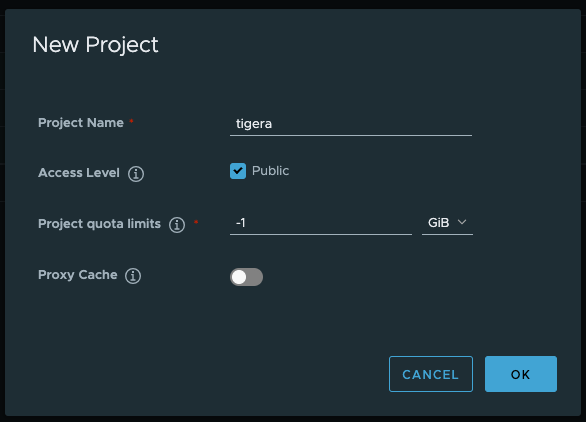 New Project
Project Name *
tigera
Access Level
Public
Project quota limits *
-1 GiB
Proxy Cache
CANCEL OK